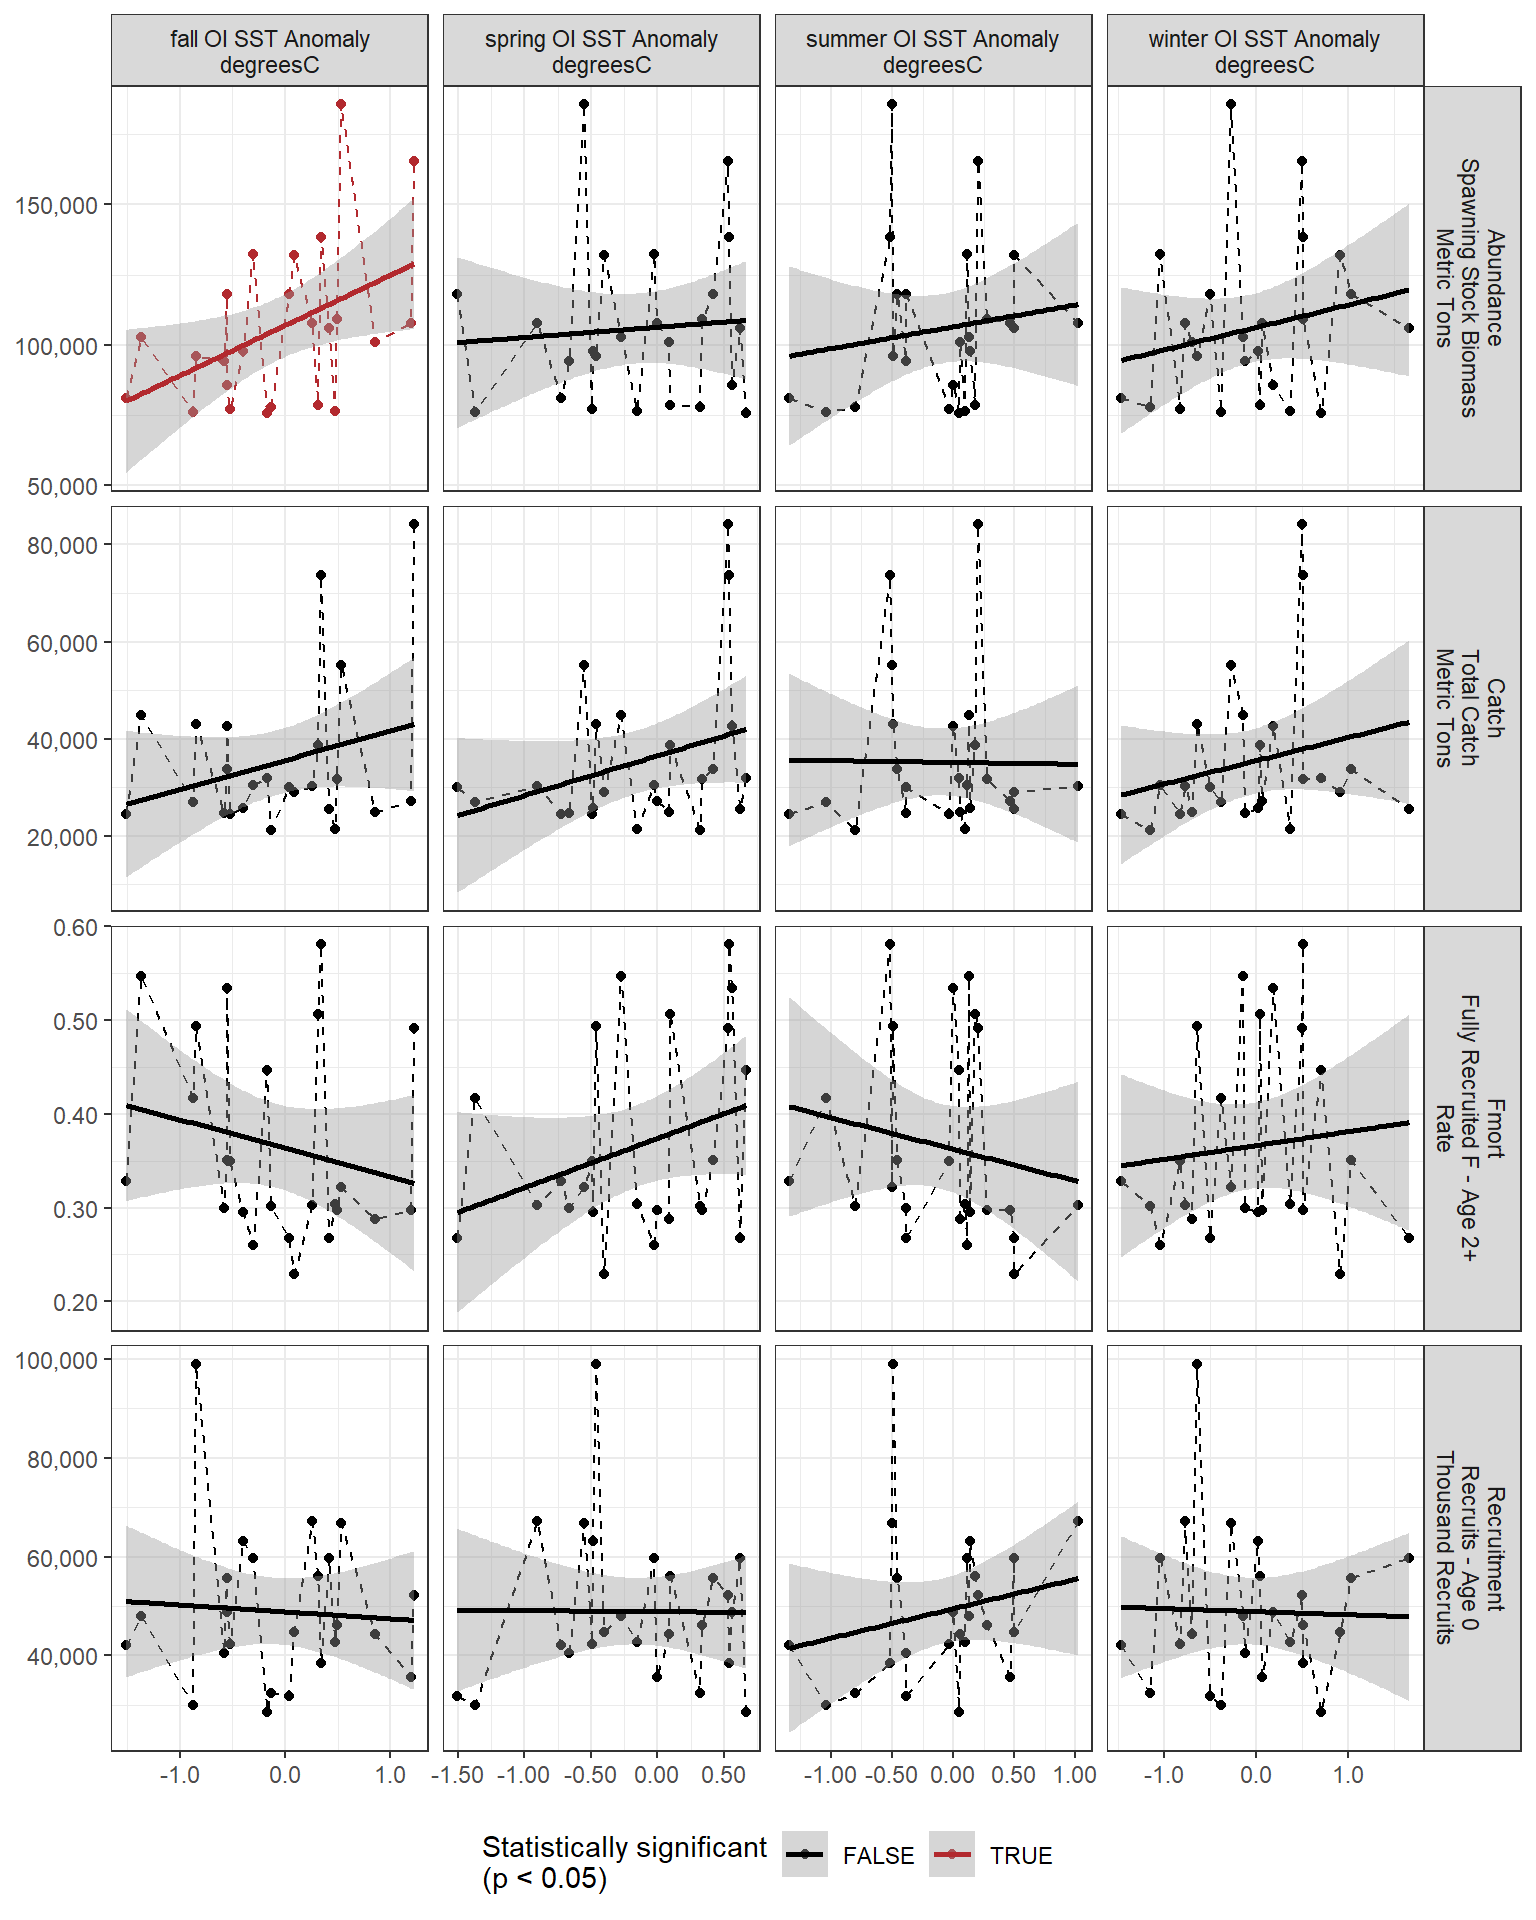 fall OI SST Anomaly
degreesC
spring OI SST Anomaly
degreesC
summer OI SST Anomaly
degreesC
winter OI SST Anomaly
degreesC
150,000
100,000
50,000
Abundance
Spawning Stock Biomass
Metric Tons
80,000
60,000
40,000
20,000
Catch
Total Catch
Metric Tons
0.60
0.50
0.40
0.30
0.20
Fmort
Fully Recruited F - Age 2+
Rate
100,000
80,000
60,000
40,000
Recruitment
Recruits - Age 0
Thousand Recruits
-1.0 0.0 1.0
-1.50 -1.00 -0.50 0.00 0.50
-1.00 -0.50 0.00 0.50 1.00
-1.0 0.0 1.0
Statistically significant
(p < 0.05)
FALSE
TRUE